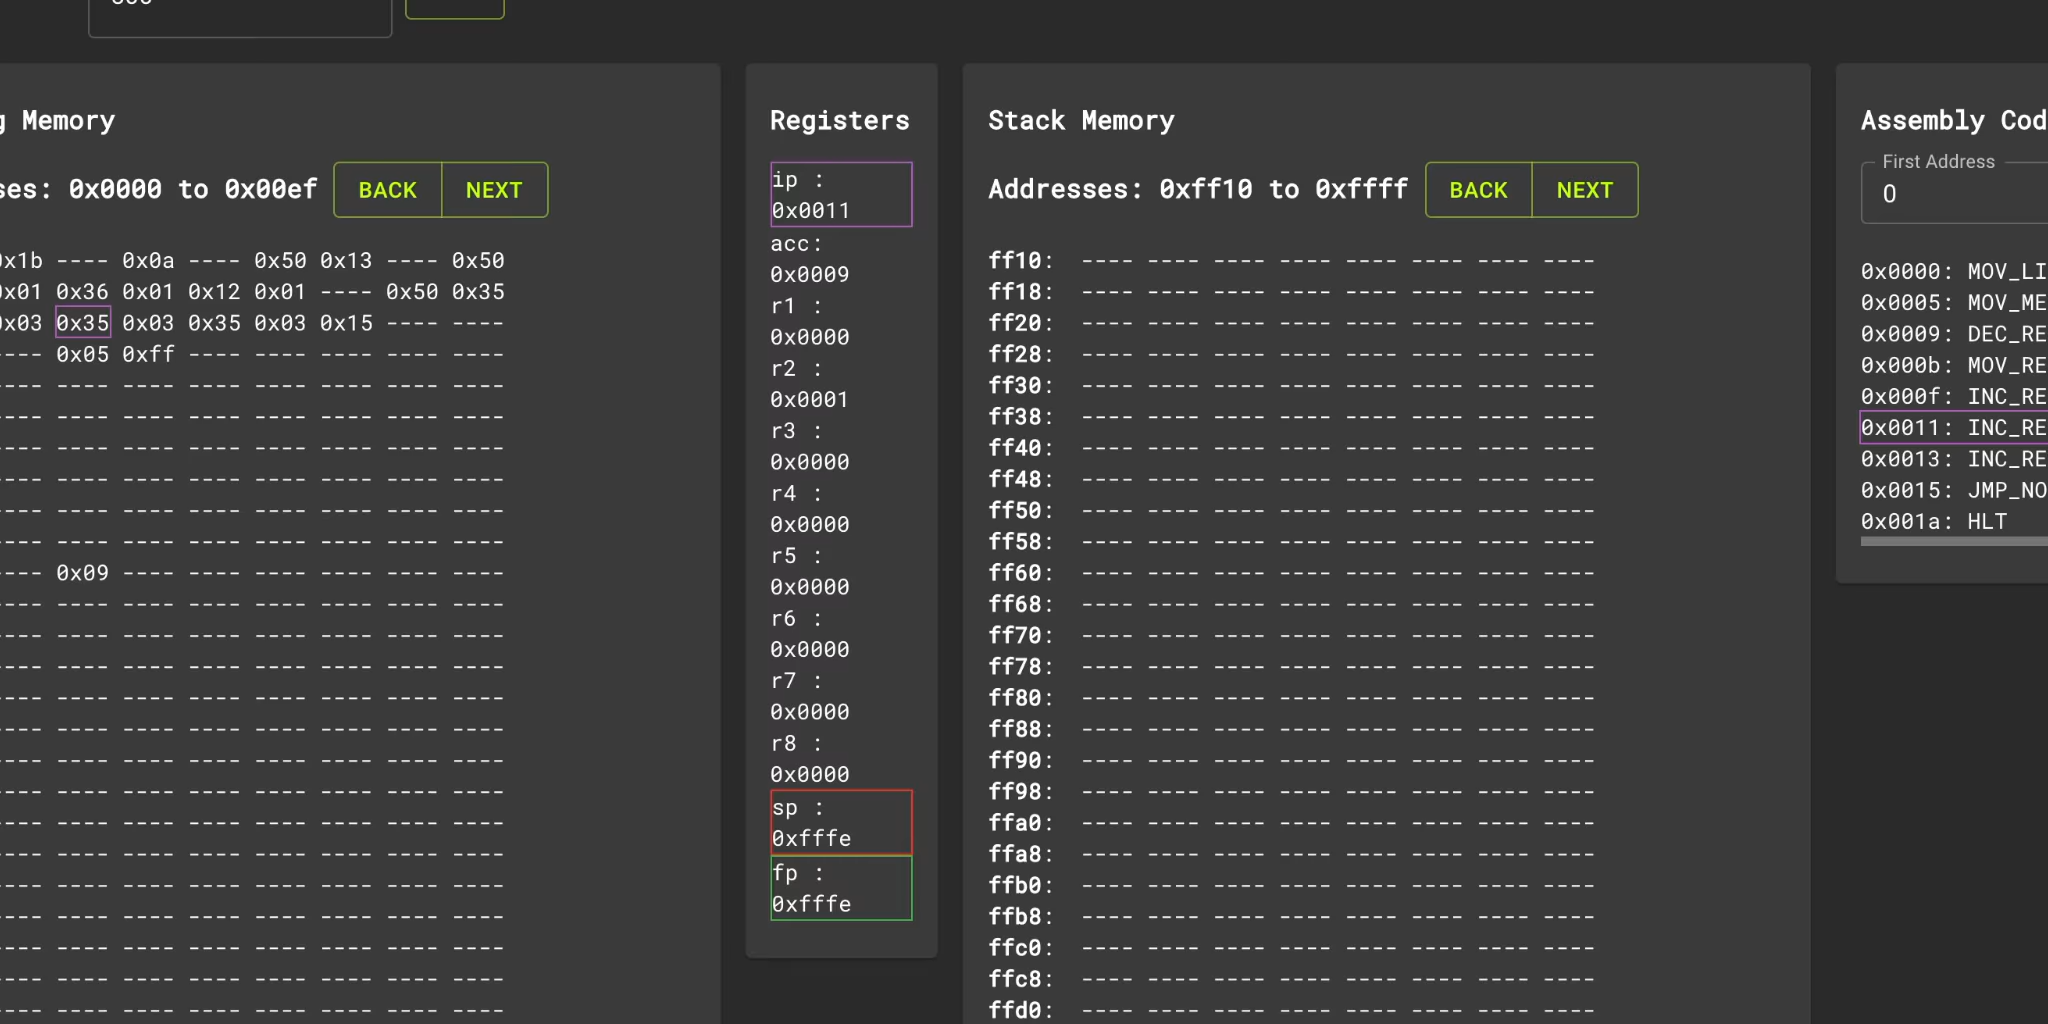 Memory
0x0000 to 0x00ef
BACK
NEXT
---- 0x0a ---- 0x50 0x13 ---- 0x50
0x36 0x01 0x12 0x01 ---- 0x50 0x35
0x35 0x03 0x35 0x03 0x15 ---- ----
---- 0x05 0xff ---- ---- ---- ---- ----
---- ---- ---- ---- ---- ---- ---- ----
---- ---- ---- ---- ---- ---- ---- ----
---- ---- ---- ---- ---- ---- ---- ----
---- ---- ---- ---- ---- ---- ---- ----
---- ---- ---- ---- ---- ---- ---- ----
---- ---- ---- ---- ---- ---- ---- ----
---- 0x09 ---- ---- ---- ---- ---- ----
---- ---- ---- ---- ---- ---- ---- ----
---- ---- ---- ---- ---- ---- ---- ----
---- ---- ---- ---- ---- ---- ---- ----
---- ---- ---- ---- ---- ---- ---- ----
---- ---- ---- ---- ---- ---- ---- ----
---- ---- ---- ---- ---- ---- ---- ----
---- ---- ---- ---- ---- ---- ---- ----
---- ---- ---- ---- ---- ---- ---- ----
---- ---- ---- ---- ---- ---- ---- ----
---- ---- ---- ---- ---- ---- ---- ----
---- ---- ---- ---- ---- ---- ---- ----
---- ---- ---- ---- ---- ---- ---- ----
---- ---- ---- ---- ---- ---- ---- ----
---- ---- ---- ---- ---- ---- ---- ----
Registers
ip :
0x0011
acc:
0x0009
r1 :
0x0000
r2 :
0x0001
r3 :
0x0000
r4 :
0x0000
r5 :
0x0000
r6 :
0x0000
r7 :
0x0000
r8 :
0x0000
sp :
0xfffe
fp :
0xfffe
Stack Memory
Addresses: 0xff10 to 0xffff
BACK
NEXT
ff10: ---- ---- ---- ---- ---- ---- ---- ----
ff18: ---- ---- ---- ---- ---- ---- ---- ----
ff20: ---- ---- ---- ---- ---- ---- ---- ----
ff28: ---- ---- ---- ---- ---- ---- ---- ----
ff30: ---- ---- ---- ---- ---- ---- ---- ----
ff38: ---- ---- ---- ---- ---- ---- ---- ----
ff40: ---- ---- ---- ---- ---- ---- ---- ----
ff48: ---- ---- ---- ---- ---- ---- ---- ----
ff50: ---- ---- ---- ---- ---- ---- ---- ----
ff58: ---- ---- ---- ---- ---- ---- ---- ----
ff60: ---- ---- ---- ---- ---- ---- ---- ----
ff68: ---- ---- ---- ---- ---- ---- ---- ----
ff70: ---- ---- ---- ---- ---- ---- ---- ----
ff78: ---- ---- ---- ---- ---- ---- ---- ----
ff80: ---- ---- ---- ---- ---- ---- ---- ----
ff88: ---- ---- ---- ---- ---- ---- ---- ----
ff90: ---- ---- ---- ---- ---- ---- ---- ----
ff98: ---- ---- ---- ---- ---- ---- ---- ----
ffa0: ---- ---- ---- ---- ---- ---- ---- ----
ffa8: ---- ---- ---- ---- ---- ---- ---- ----
ffb0: ---- ---- ---- ---- ---- ---- ---- ----
ffb8: ---- ---- ---- ---- ---- ---- ---- ----
ffc0: ---- ---- ---- ---- ---- ---- ---- ----
ffc8: ---- ---- ---- ---- ---- ---- ---- ----
ffd0: ---- ---- ---- ---- ---- ---- ---- ----
Assembly Cod
First Address
0
0x0000: MOV_LI
0x0005: MOV_ME
0x0009: DEC_RE
0x000b: MOV_RE
0x000f: INC_RE
0x0011: INC_RE
0x0013: INC_RE
0x0015: JMP_NO
0x001a: HLT